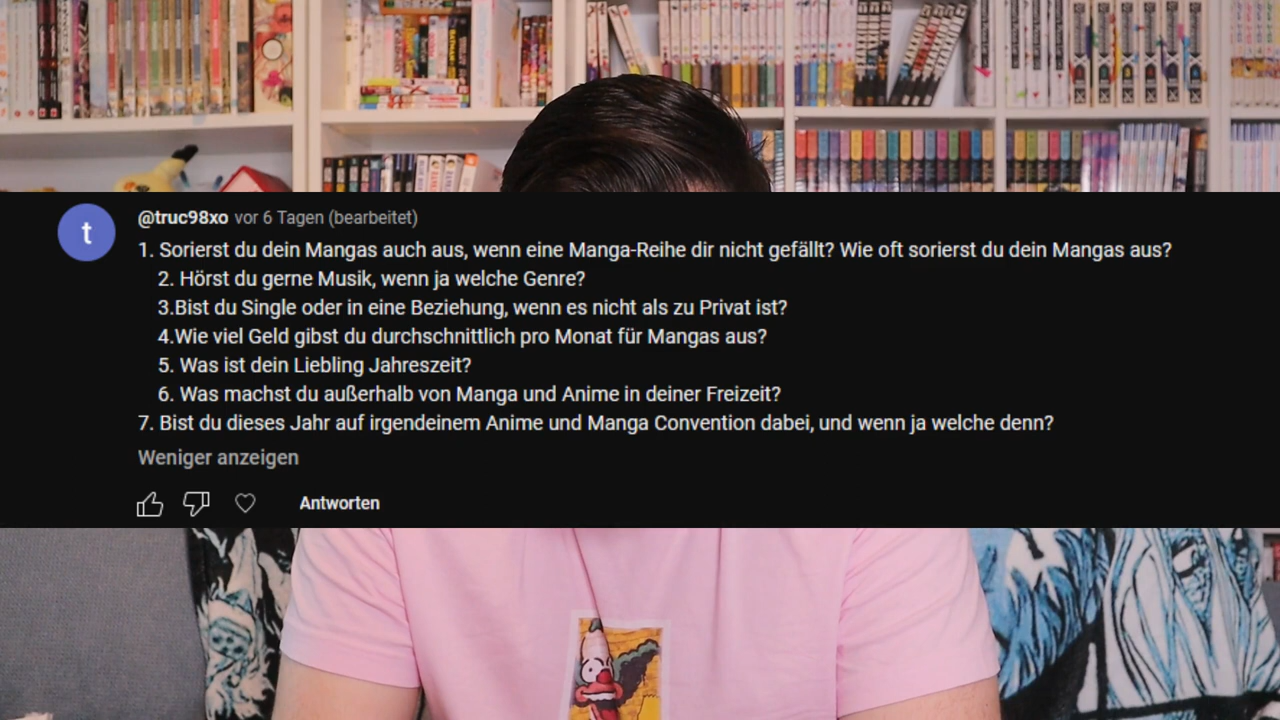 @truc98xo vor 6 Tagen (bearbeitet)
1. Sorierst du dein Mangas auch aus, wenn eine Manga-Reihe dir nicht gefällt? Wie oft sorierst du dein Mangas aus?
2. Hörst du gerne Musik, wenn ja welche Genre?
3.Bist du Single oder in eine Beziehung, wenn es nicht als zu Privat ist?
4.Wie viel Geld gibst du durchschnittlich pro Monat für Mangas aus?
5. Was ist dein Liebling Jahreszeit?
6. Was machst du außerhalb von Manga und Anime in deiner Freizeit?
7. Bist du dieses Jahr auf irgendeinem Anime und Manga Convention dabei, und wenn ja welche denn?
Weniger anzeigen
Antworten